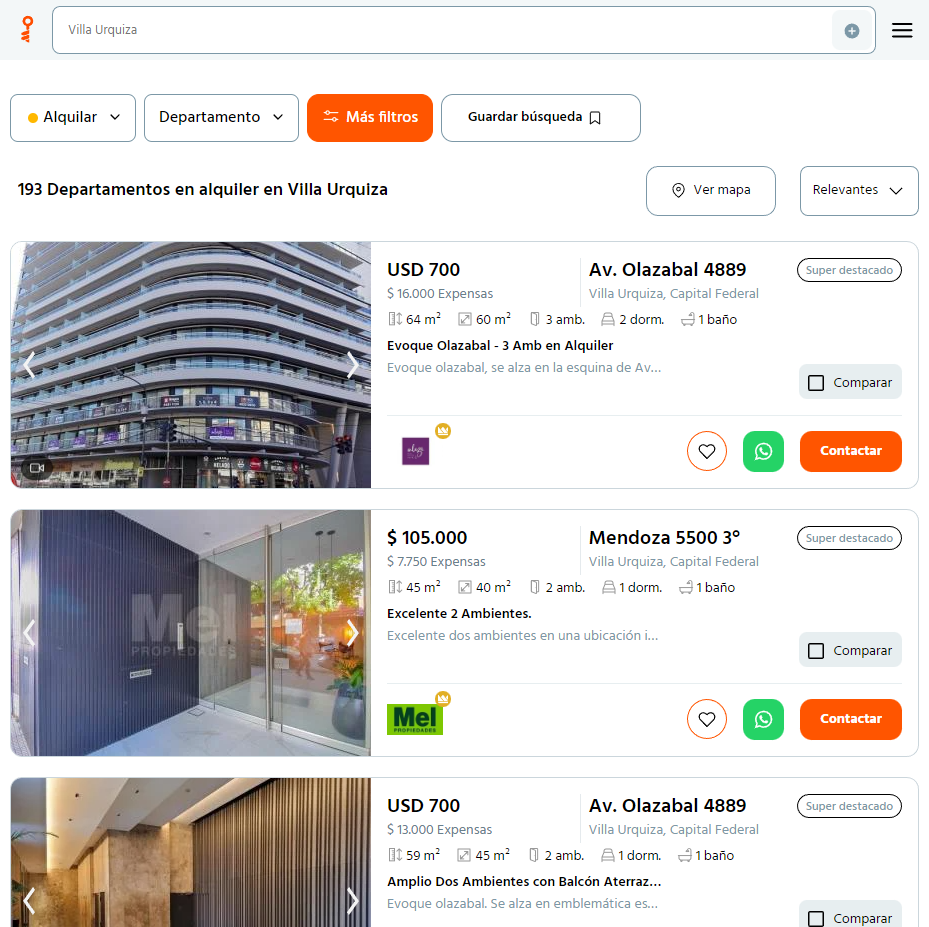 Villa Urquiza
Alquilar
Departamento
Más filtros
Guardar búsqueda
193 Departamentos en alquiler en Villa Urquiza
Ver mapa
Relevantes
USD 700
$ 16.000 Expensas
Av. Olazabal 4889
Villa Urquiza, Capital Federal
Super destacado
64 m²
60 m²
3 amb.
2 dorm.
1 baño
Evoque Olazabal - 3 Amb en Alquiler
Evoque olazabal, se alza en la esquina de Av...
Comparar
Contactar
HELADOS
$ 105.000
$ 7.750 Expensas
Mendoza 5500 3°
Villa Urquiza, Capital Federal
Super destacado
45 m²
40 m²
2 amb.
1 dorm.
1 baño
Excelente 2 Ambientes.
Excelente dos ambientes en una ubicación i...
Comparar
Mel
PROPIEDADES
Mel
PROPIEDADES
Contactar
USD 700
$ 13.000 Expensas
Av. Olazabal 4889
Villa Urquiza, Capital Federal
Super destacado
59 m²
45 m²
2 amb.
1 dorm.
1 baño
Amplio Dos Ambientes con Balcón Aterraz...
Evoque olazabal. Se alza en emblemática es...
Comparar